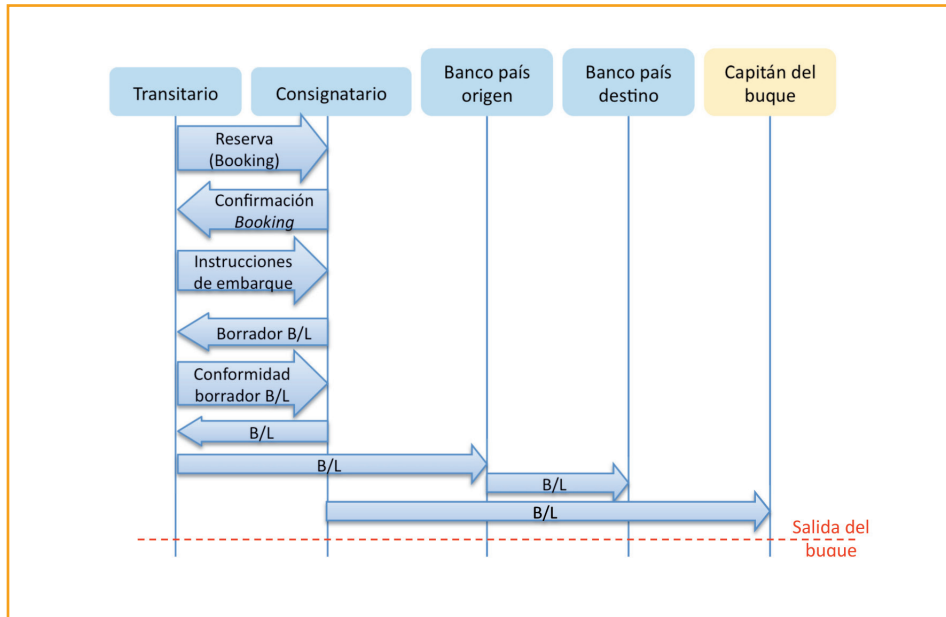 Transitario
Consignatario
Banco país
origen
Banco país
destino
Capitán del
buque
Reserva
(Booking)
Confirmación
Booking
Instrucciones
de embarque
Borrador B/L
Conformidad
borrador B/L
B/L
B/L
B/L
B/L
Salida del
buque